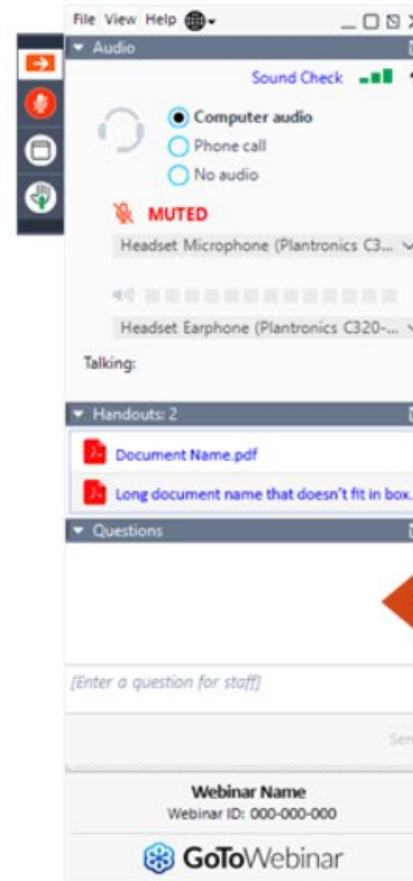 File View Help
Audio
Sound Check
Computer audio
Phone call
No audio
MUTED
Headset Microphone (Plantronics C3...
Headset Earphone (Plantronics C320-...
Talking:
Handouts: 2
Document Name.pdf
Long document name that doesn't fit in box.
Questions
[Enter a question for staff]
Webinar Name
Webinar ID: 000-000-000
GoToWebinar